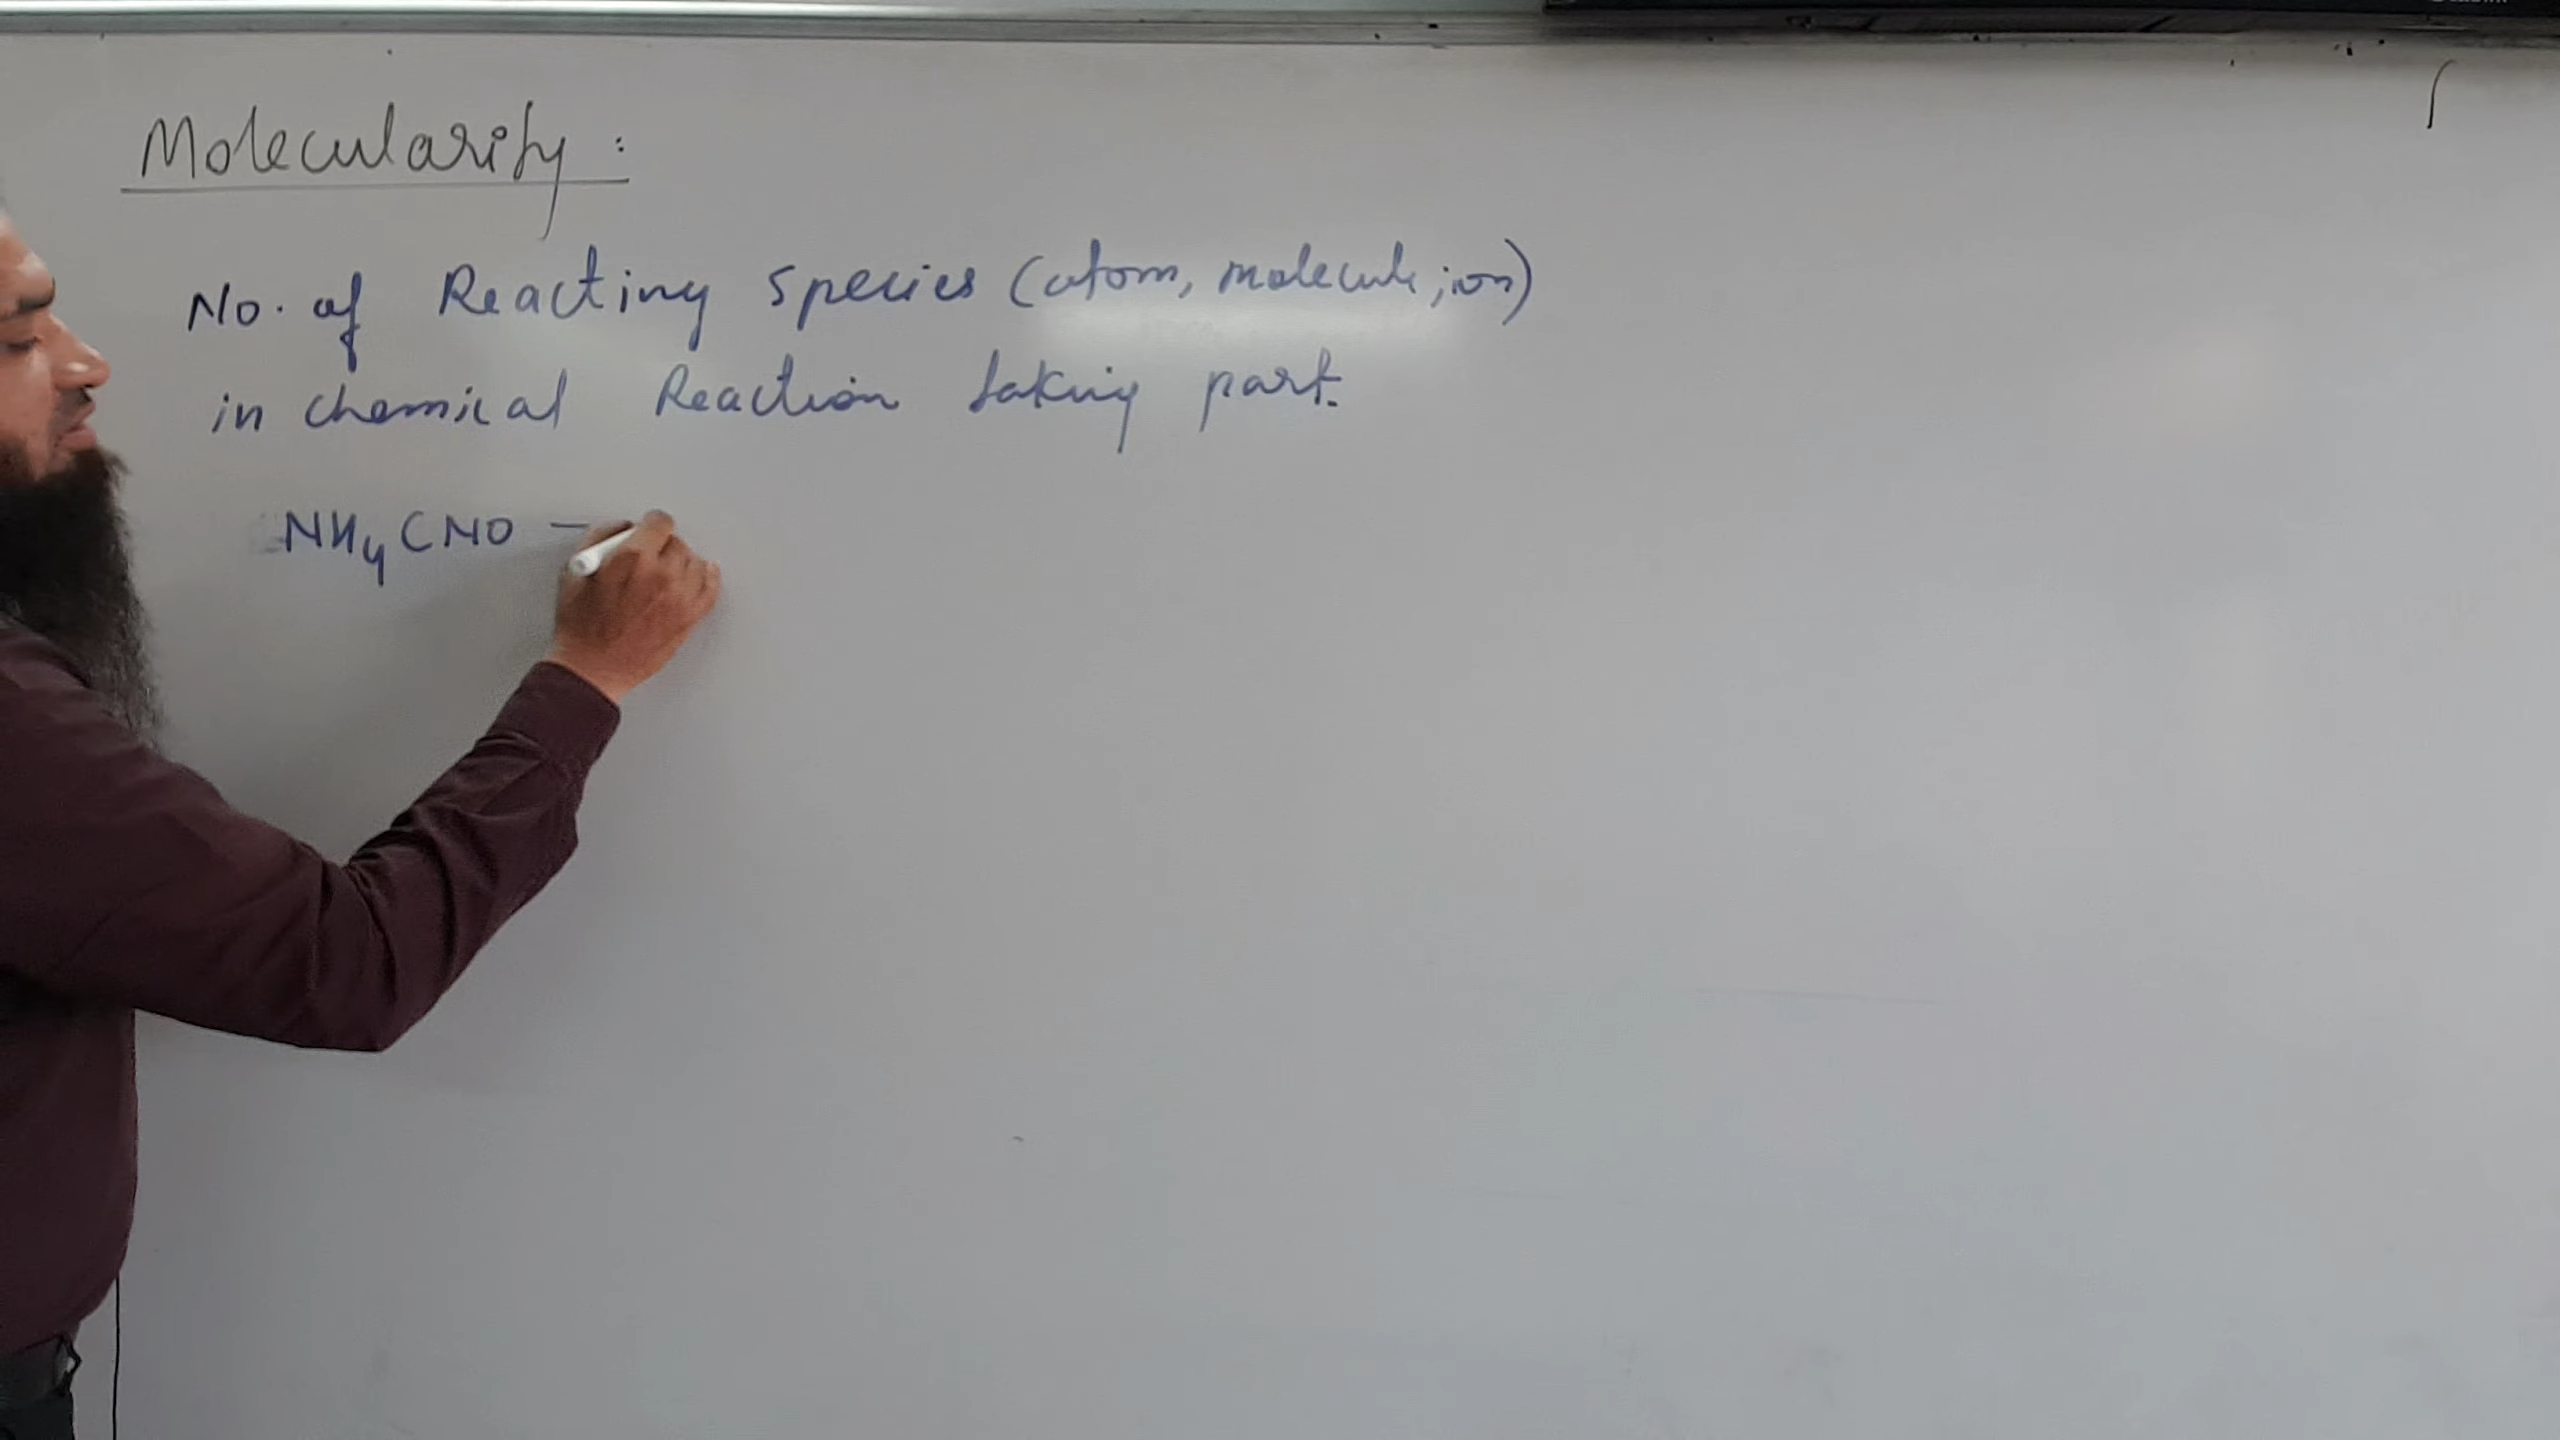 Molecularity :
No. of Reacting species (atom, molecule, ion)
in chemical Reaction taking part.
NH4CNO —